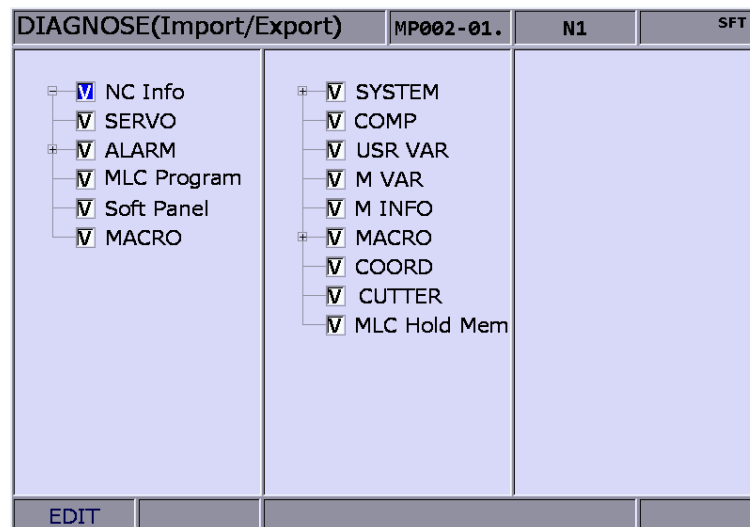 DIAGNOSE(Import/Export) MP002-01. N1 SFT
NC Info
SERVO
ALARM
MLC Program
Soft Panel
MACRO
SYSTEM
COMP
USR VAR
M VAR
M INFO
MACRO
COORD
CUTTER
MLC Hold Mem
EDIT